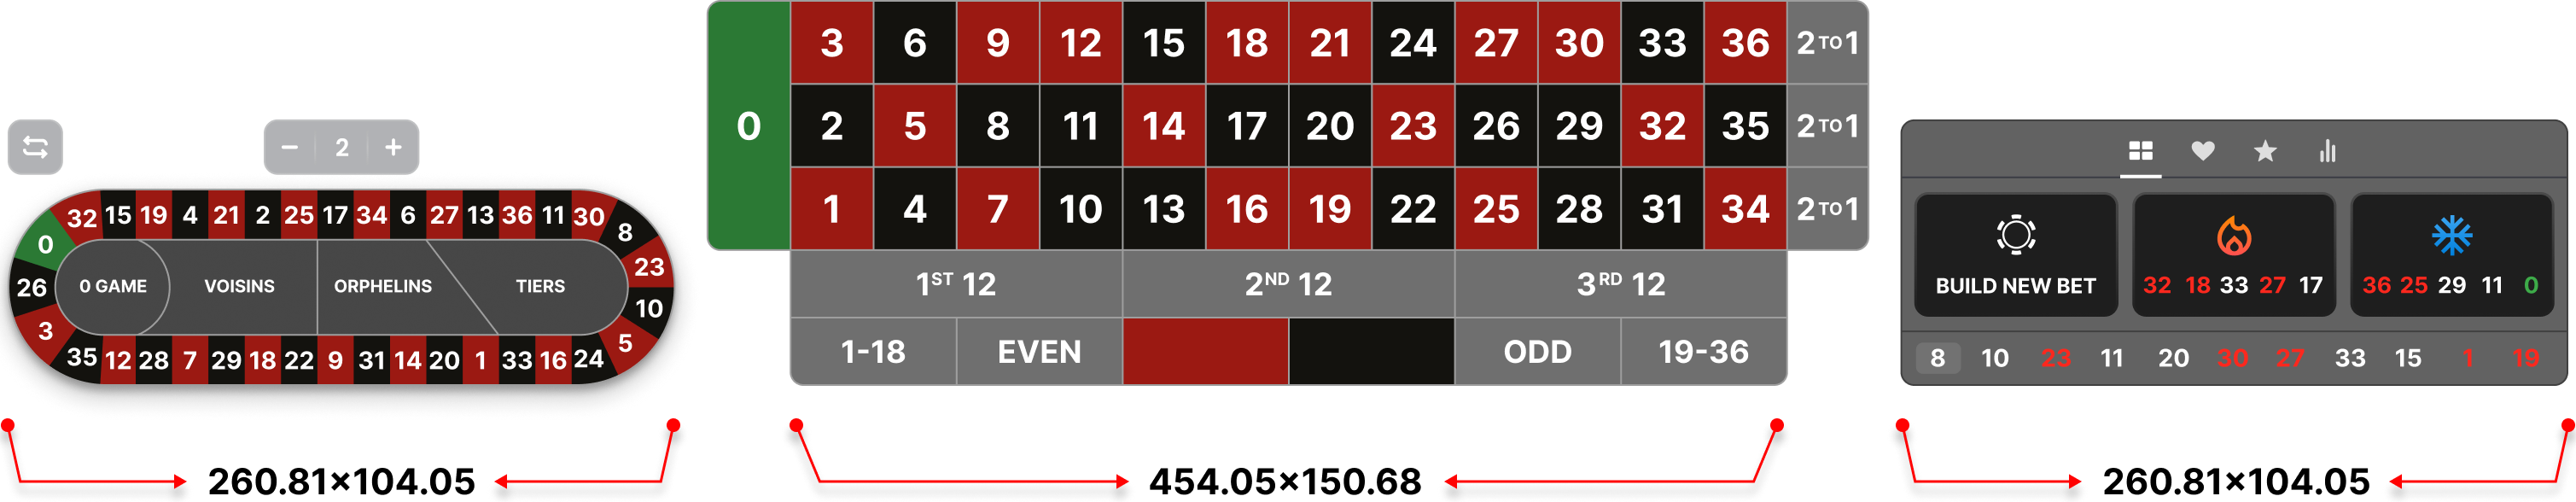 2
32 15 19 4 21 2 25 17 34 6 27 13 36 11 30 8
0
23
26
0 GAME VOISINS ORPHELINS TIERS
10
3
5
35 12 28 7 29 18 22 9 31 14 20 1 33 16 24
3 6 9 12 15 18 21 24 27 30 33 36 2 TO 1
0 2 5 8 11 14 17 20 23 26 29 32 35 2 TO 1
1 4 7 10 13 16 19 22 25 28 31 34 2 TO 1
1ST 12 2ND 12 3RD 12
1-18 EVEN ODD 19-36
BUILD NEW BET 32 18 33 27 17 36 25 29 11 0
8 10 23 11 20 30 27 33 15 1 19
260.81×104.05 454.05×150.68 260.81×104.05